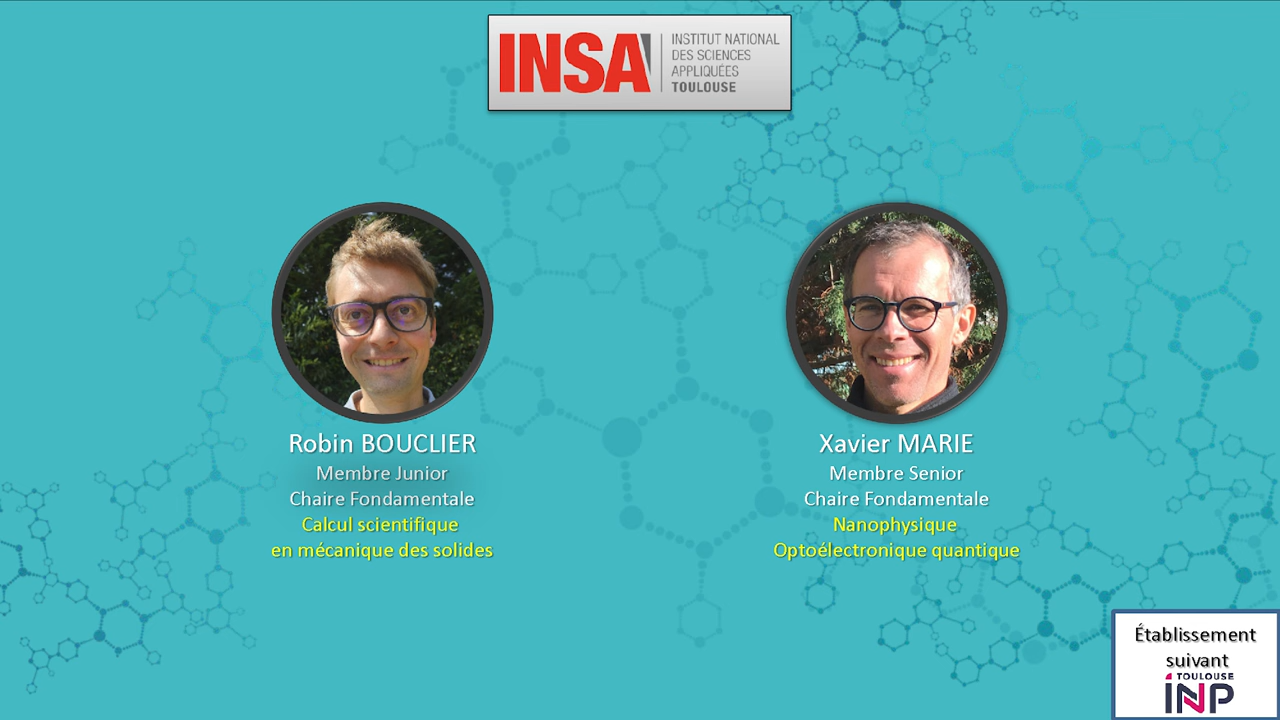 INSA
INSTITUT NATIONAL
DES SCIENCES
APPLIQUÉES
TOULOUSE
Robin BOUCLIER
Membre Junior
Chaire Fondamentale
Calcul scientifique
en mécanique des solides
Xavier MARIE
Membre Senior
Chaire Fondamentale
Nanophysique
Optoélectronique quantique
Établissement
suivant
TOULOUSE
INP